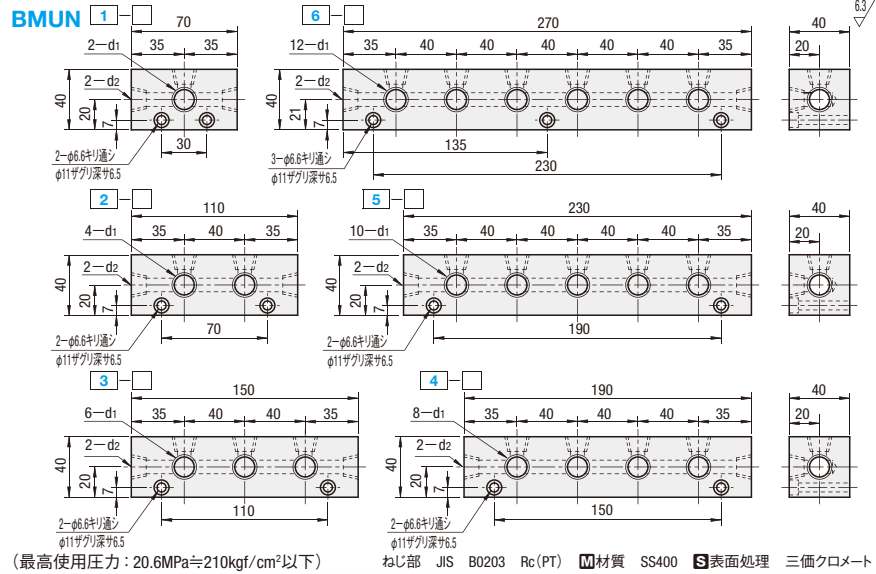 BMUN 1－□
70
35 35
2－d1
2－d2
40
20
7
30
2－φ6.6キリ通シ
φ11ザグリ深サ6.5
6－□
270
35 40 40 40 40 40 35
12－d1
2－d2
40
21
7
135
230
3－φ6.6キリ通シ
φ11ザグリ深サ6.5
6.3
40
20
2－□
110
35 40 35
4－d1
2－d2
40
20
7
70
2－φ6.6キリ通シ
φ11ザグリ深サ6.5
5－□
230
35 40 40 40 40 35
10－d1
2－d2
40
20
7
190
2－φ6.6キリ通シ
φ11ザグリ深サ6.5
40
20
3－□
150
35 40 40 35
6－d1
2－d2
40
20
7
110
2－φ6.6キリ通シ
φ11ザグリ深サ6.5
4－□
190
35 40 40 40 35
8－d1
2－d2
40
20
7
150
2－φ6.6キリ通シ
φ11ザグリ深サ6.5
40
20
(最高使用圧力：20.6MPa≒210kgf/cm²以下) ねじ部 JIS B0203 Rc(PT) M材質 SS400 S表面処理 三価クロメート